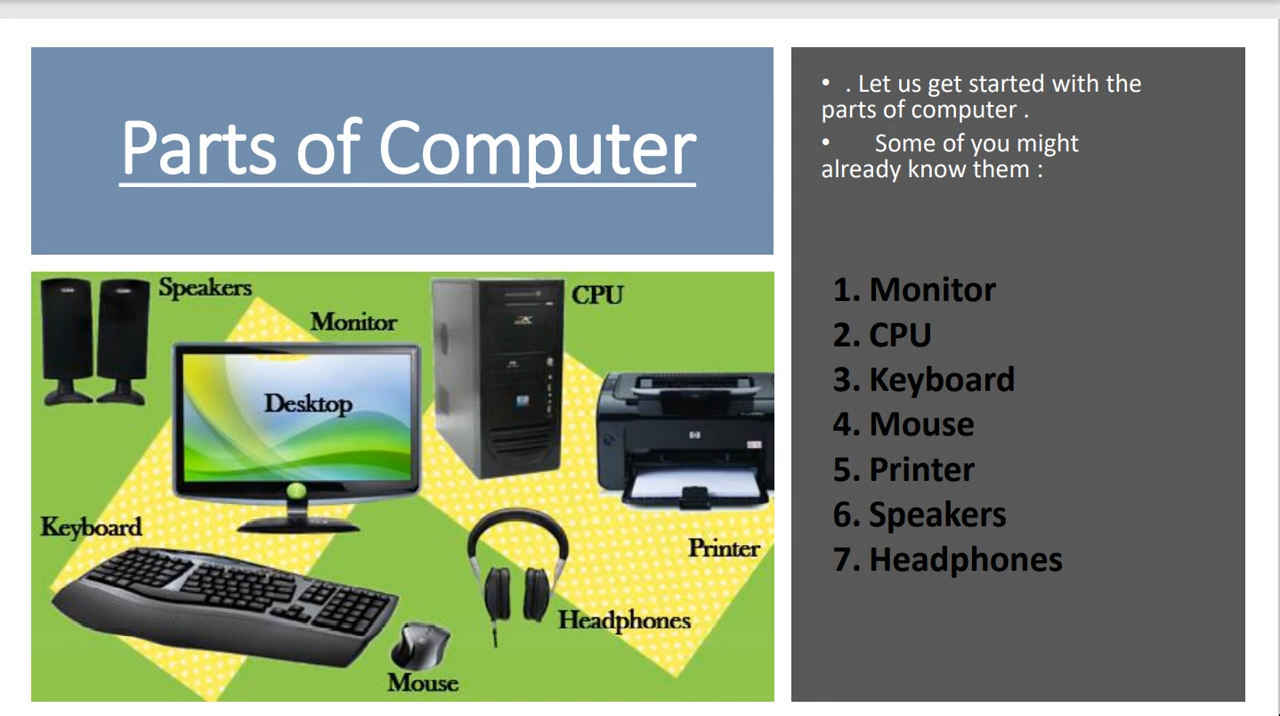 Parts of Computer
• . Let us get started with the
parts of computer .
• Some of you might
already know them :
1. Monitor
2. CPU
3. Keyboard
4. Mouse
5. Printer
6. Speakers
7. Headphones
Speakers
CPU
Monitor
Desktop
Keyboard
Printer
Headphones
Mouse
hp